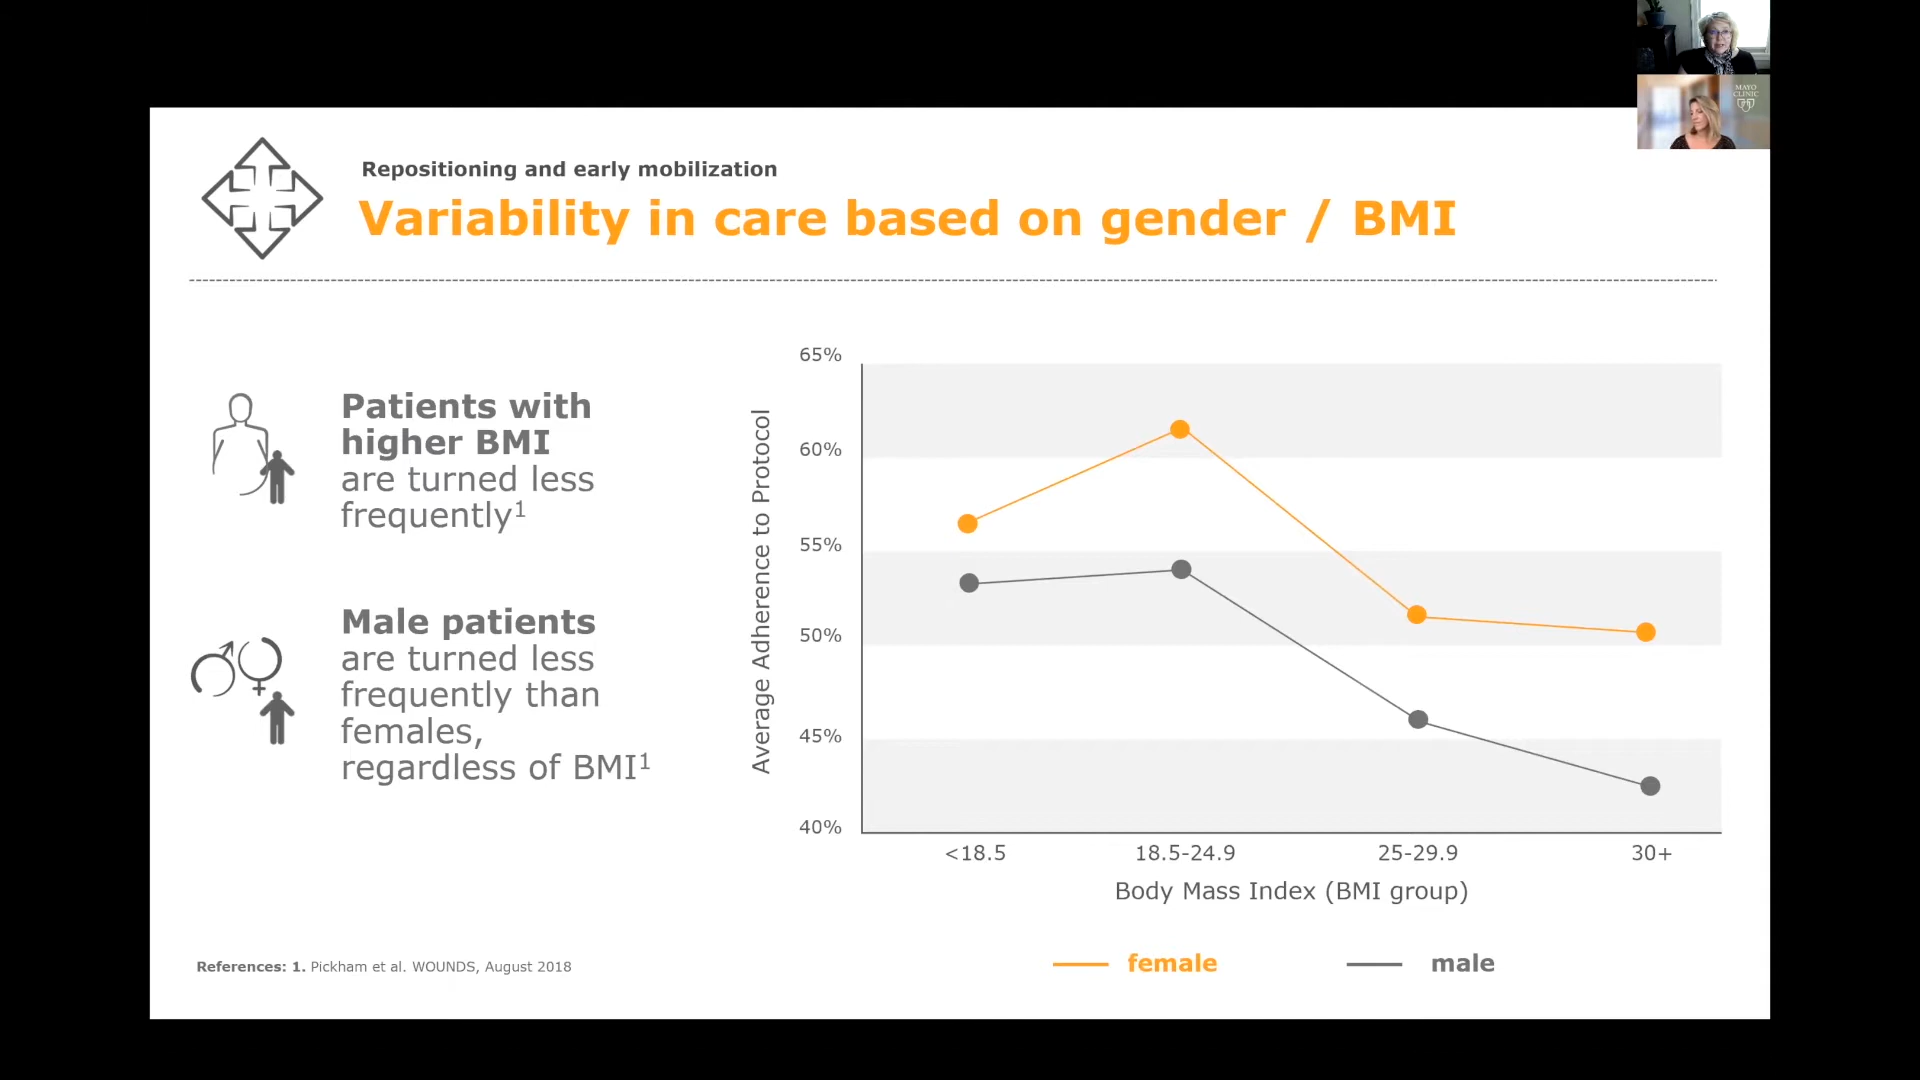 MAYO
CLINIC
Repositioning and early mobilization
Variability in care based on gender / BMI
Patients with
higher BMI
are turned less
frequently¹
Male patients
are turned less
frequently than
females,
regardless of BMI¹
Average Adherence to Protocol
65%
60%
55%
50%
45%
40%
<18.5
18.5-24.9
25-29.9
30+
Body Mass Index (BMI group)
female
male
References: 1. Pickham et al. WOUNDS, August 2018